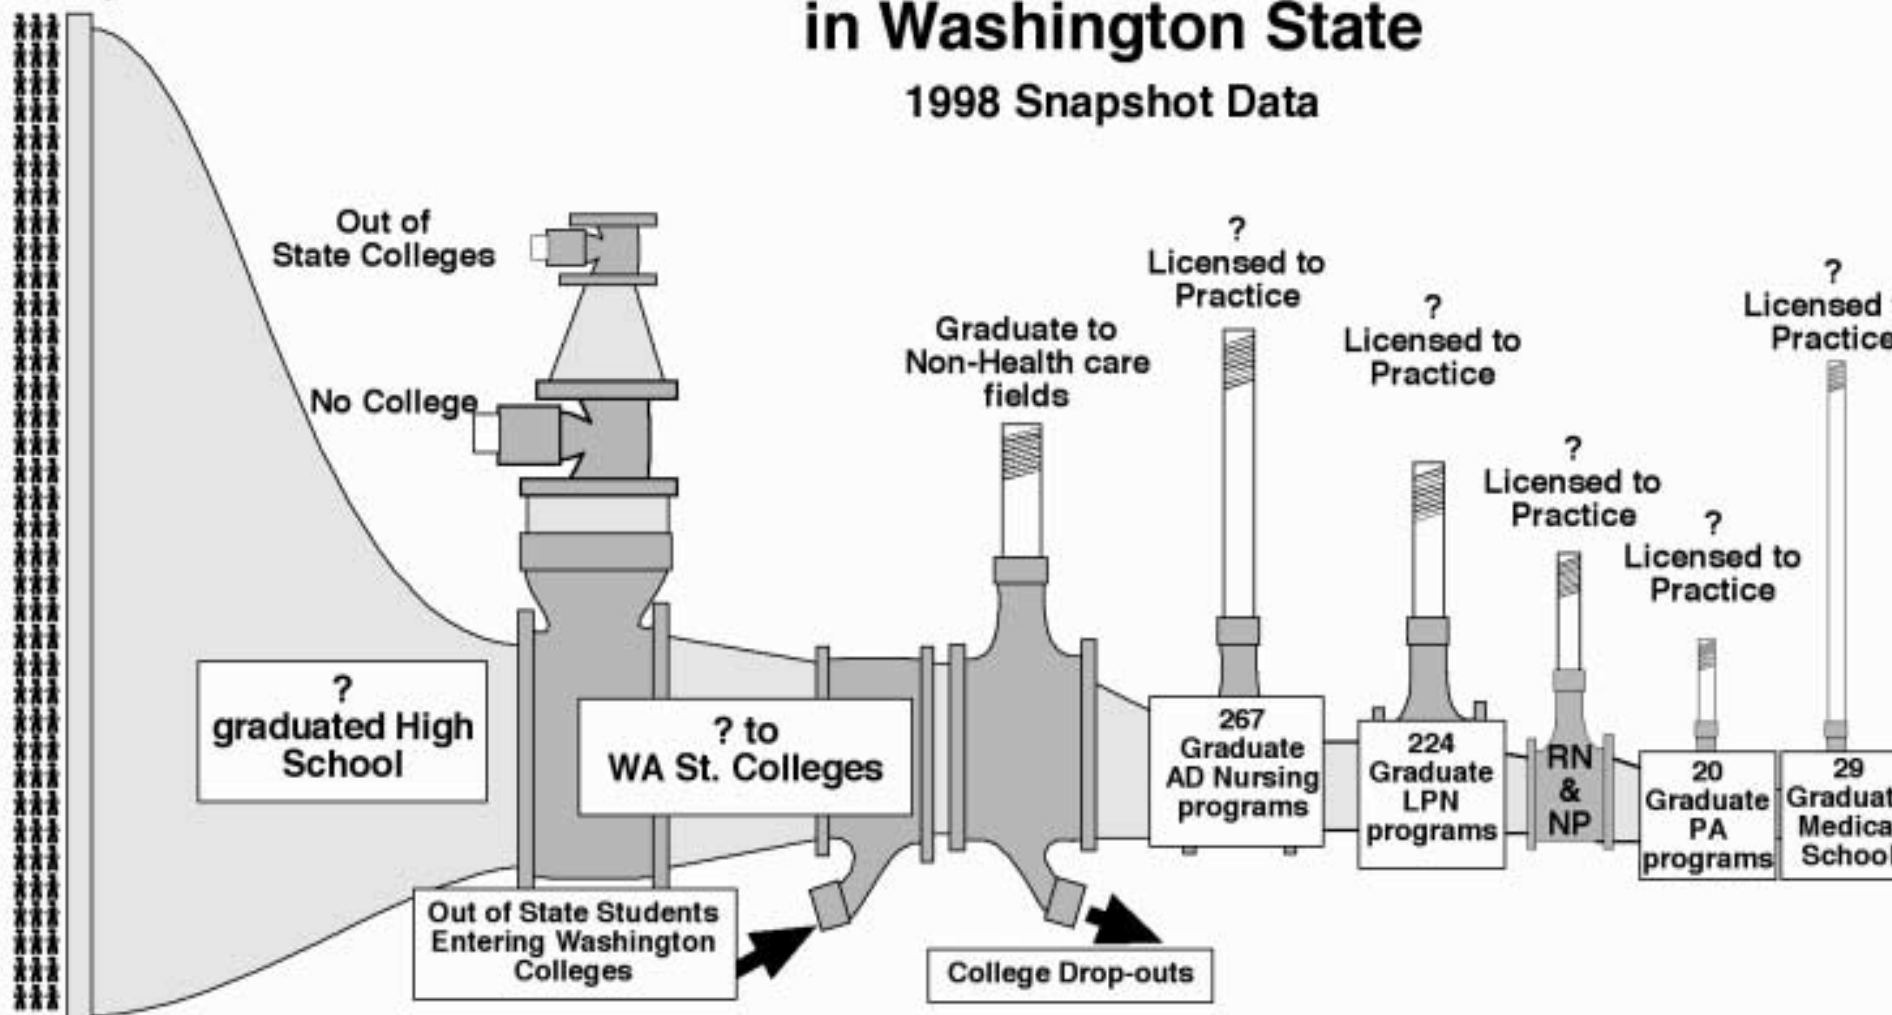 in Washington State
1998 Snapshot Data
Out of
State Colleges
No College
Graduate to
Non-Health care
fields
?
Licensed to
Practice
?
Licensed to
Practice
?
Licensed to
Practice
?
Licensed to
Practice
?
Licensed
Practice
?
graduated High
School
? to
WA St. Colleges
267
Graduate
AD Nursing
programs
224
Graduate
LPN
programs
RN
&
NP
20
Graduate
PA
programs
29
Graduat
Medica
School
Out of State Students
Entering Washington
Colleges
College Drop-outs